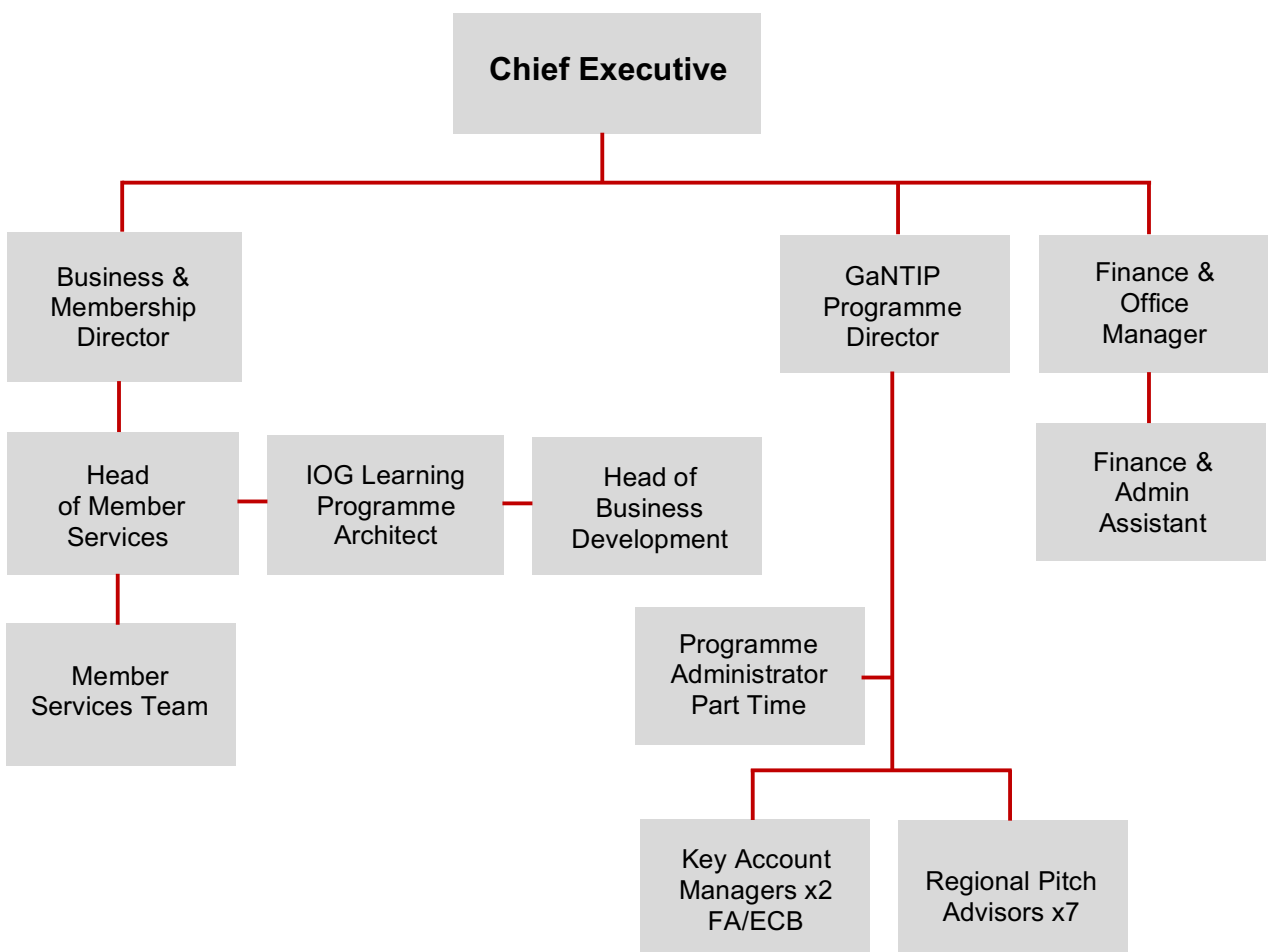 Chief Executive
Business &
Membership
Director
GaNTIP
Programme
Director
Finance &
Office
Manager
Head
of Member
Services
IOG Learning
Programme
Architect
Head of
Business
Development
Finance &
Admin
Assistant
Member
Services Team
Programme
Administrator
Part Time
Key Account
Managers x2
FA/ECB
Regional Pitch
Advisors x7